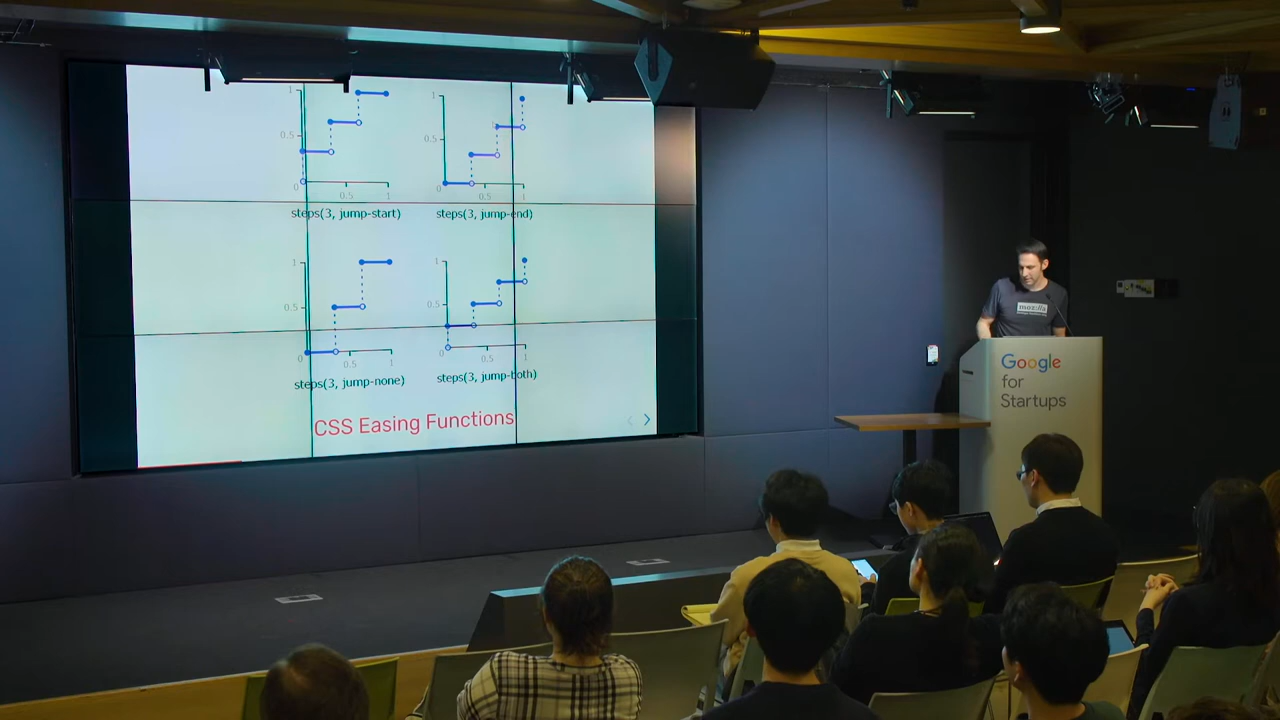 1
0.5
0
0.5
1
steps(3, jump-start)
1
0.5
0
0.5
1
steps(3, jump-end)
1
0.5
0
0.5
1
steps(3, jump-none)
1
0.5
0
0.5
1
steps(3, jump-both)
CSS Easing Functions
moz://a
Google
for
Startups